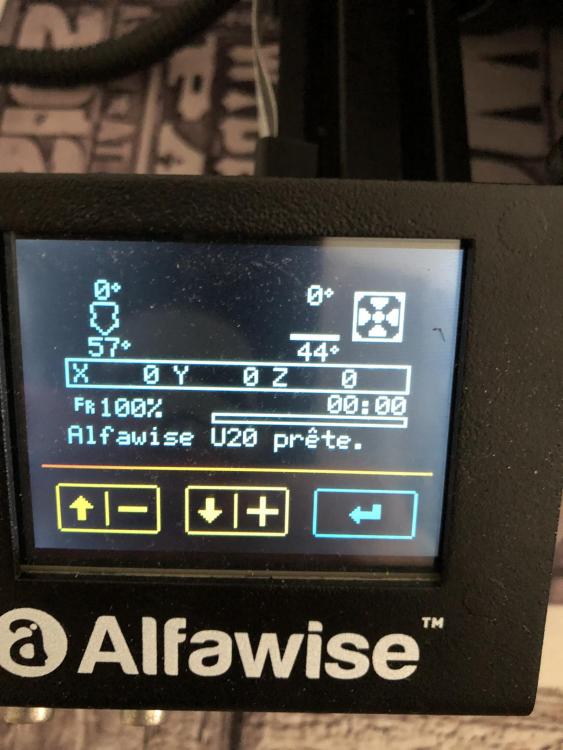 0° 0°
57° 44°
X 0 Y 0 Z 0
FR 100% 00:00
Alfawise U20 prête.
a Alfawise™